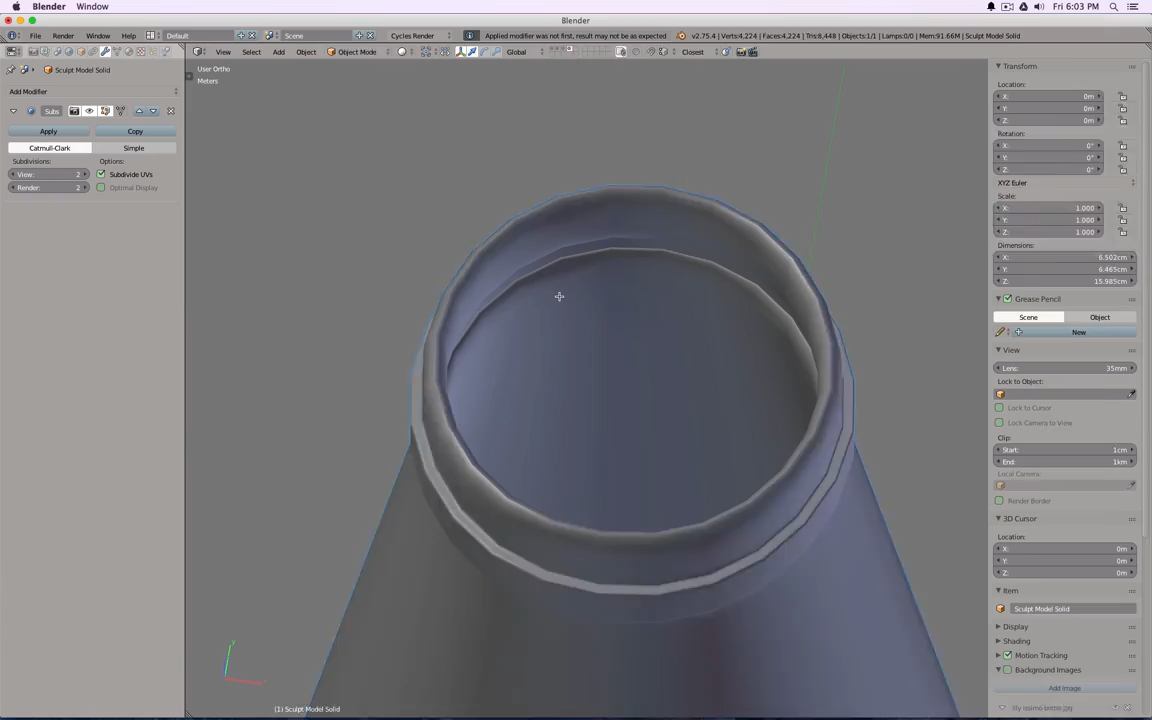 Blender Window Fri 6:03 PM
Blender
File Render Window Help Default Scene Cycles Render Applied modifier was not first, result may not be as expected v2.75.4 | Verts:4,224 | Faces:4,224 | Tris:8,448 | Objects:1/1 | Lamps:0/0 | Mem:91.66M | Sculpt Model Solid
View Select Add Object Object Mode Global Closest
Sculpt Model Solid
Add Modifier
Subs
Apply Copy
Catmull-Clark Simple
Subdivisions: Options:
View: 2 Subdivide UVs
Render: 2 Optimal Display
User Ortho
Meters
(1) Sculpt Model Solid
Transform
Location:
X: 0m
Y: 0m
Z: 0m
Rotation:
X: 0°
Y: 0°
Z: 0°
XYZ Euler
Scale:
X: 1.000
Y: 1.000
Z: 1.000
Dimensions:
X: 6.502cm
Y: 6.465cm
Z: 15.985cm
Grease Pencil
Scene Object
New
View
Lens: 35mm
Lock to Object:
Lock to Cursor
Lock Camera to View
Clip:
Start: 1cm
End: 1km
Local Camera:
Render Border
3D Cursor
Location:
X: 0m
Y: 0m
Z: 0m
Item
Sculpt Model Solid
Display
Shading
Motion Tracking
Background Images
Add Image